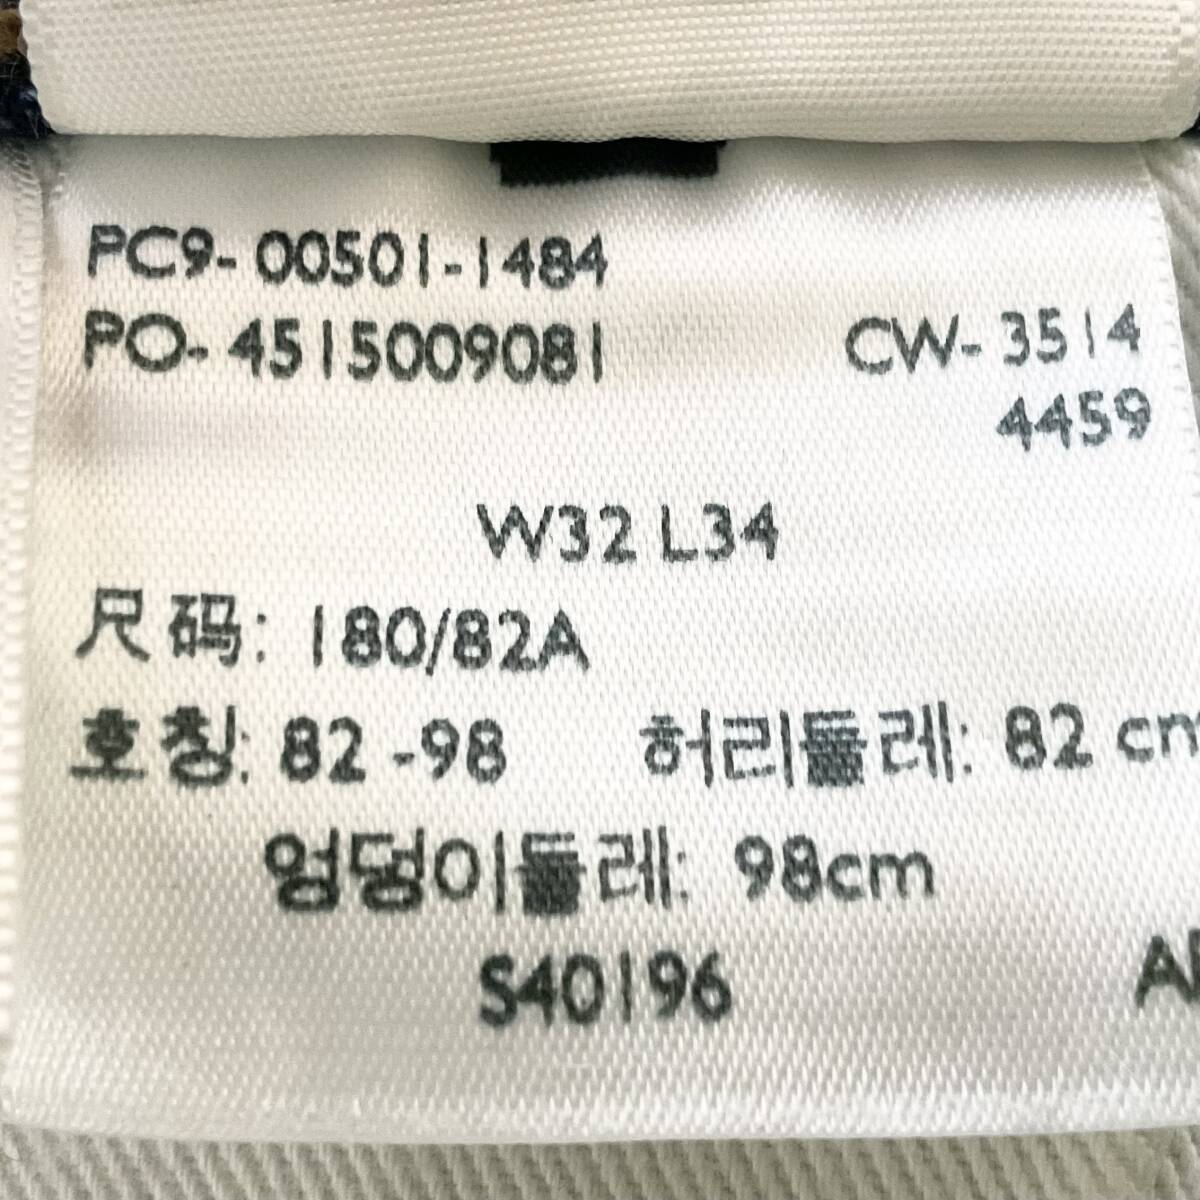 PC9- 00501-1484
PO- 4515009081 CW- 3514
4459
W32 L34
尺码: 180/82A
호칭: 82 -98 허리둘레: 82 cm
엉덩이둘레: 98cm
S40196